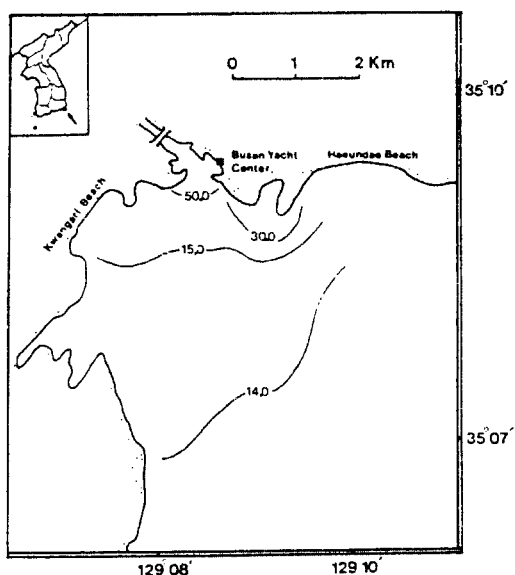 0 1 2 Km
35°10′
Busan Yacht
Center
Haeundae Beach
Kwangari Beach
50.0
30.0
15.0
14.0
35°07′
129°08′
129°10′